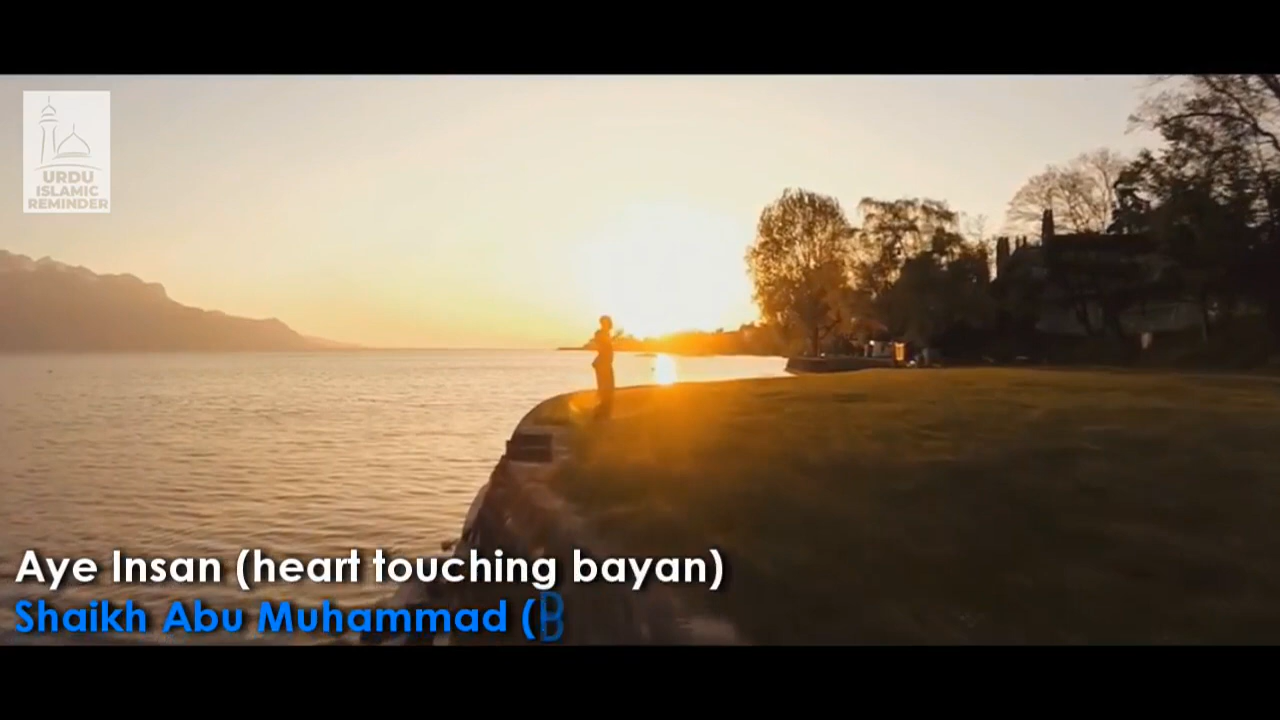 URDU
ISLAMIC
REMINDER
Aye Insan (heart touching bayan)
Shaikh Abu Muhammad (